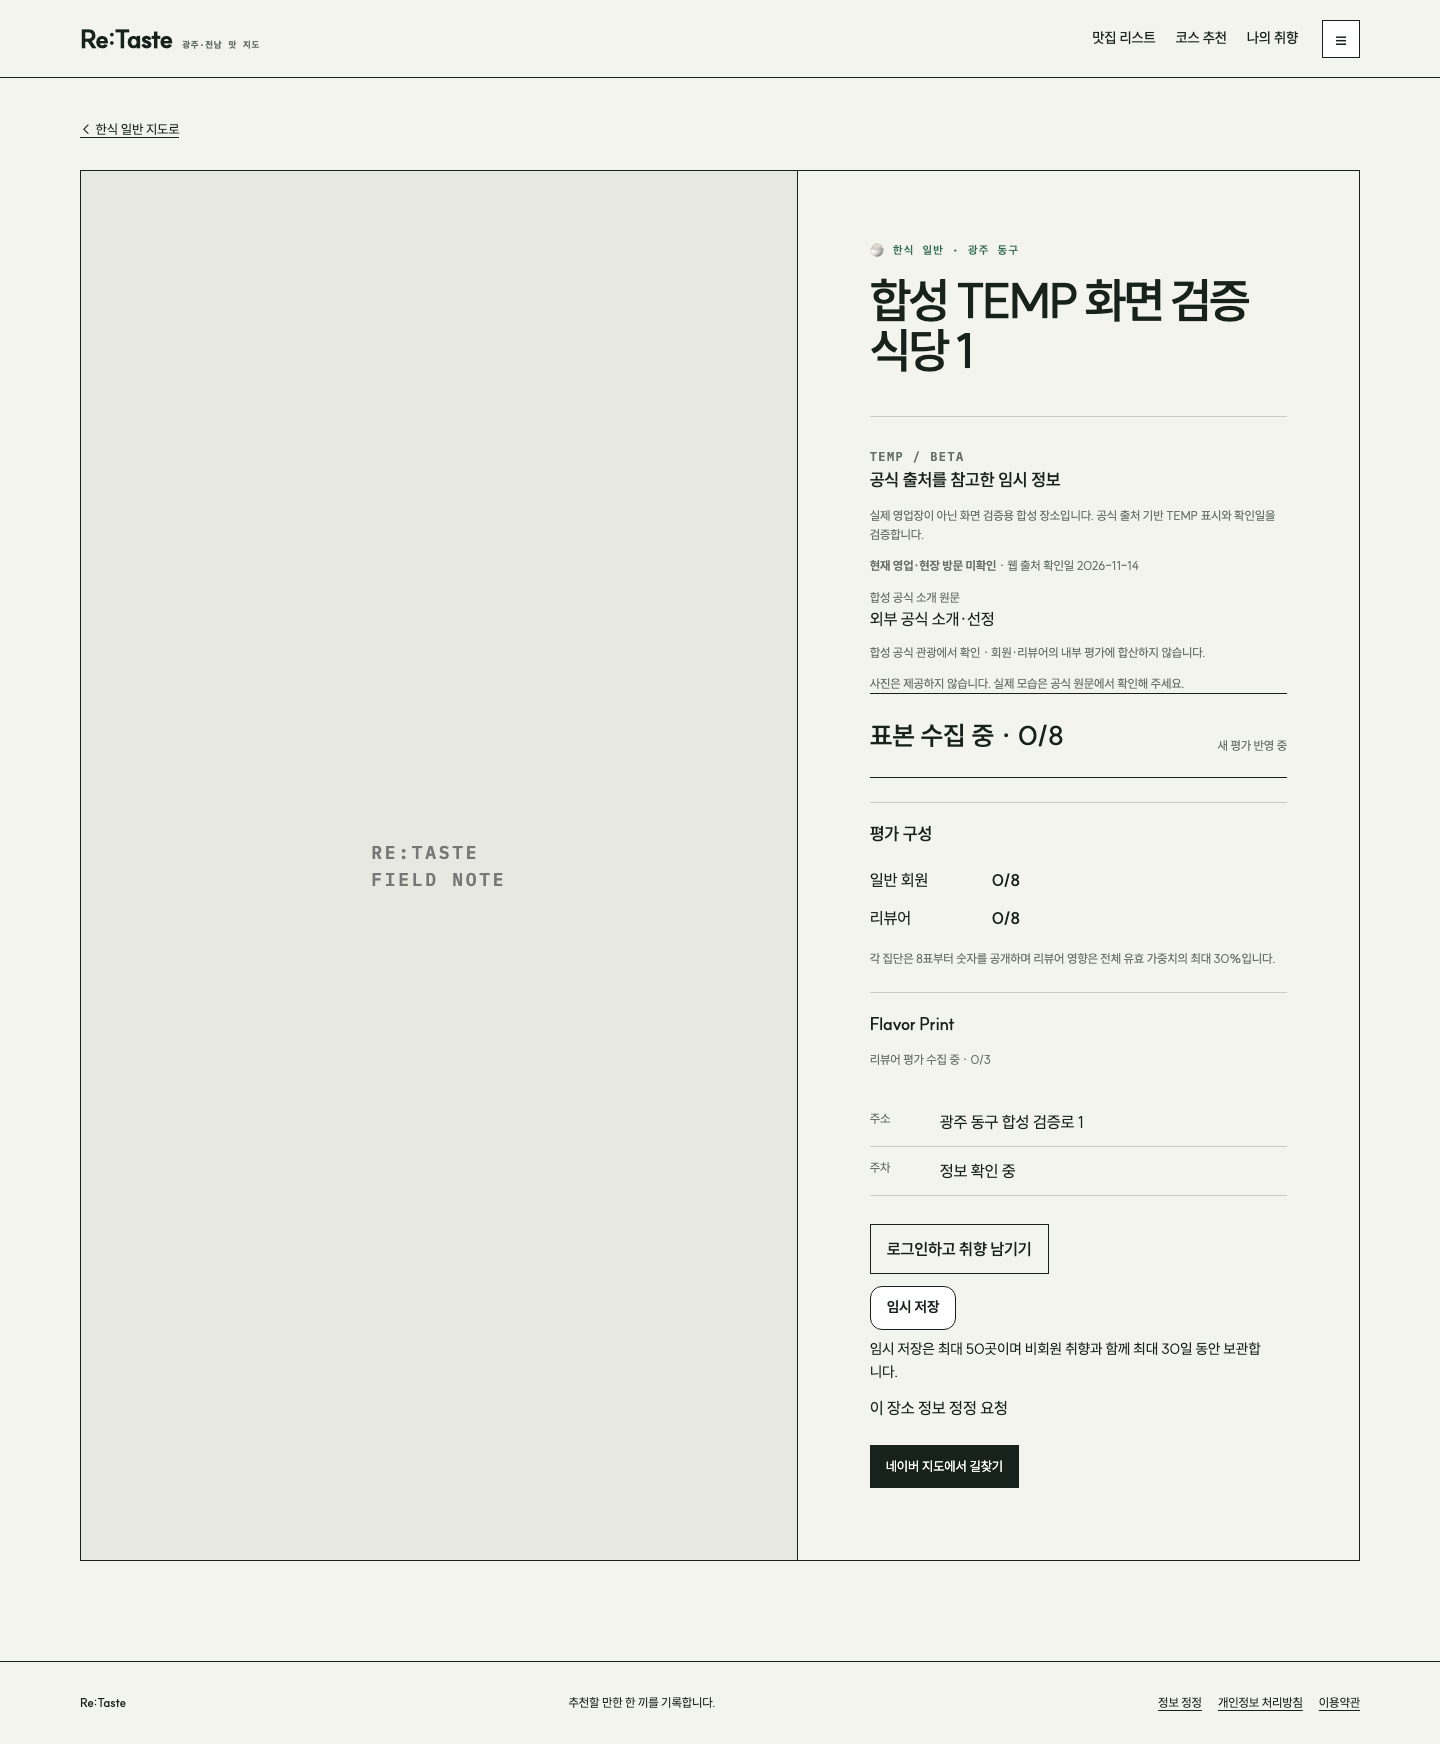 Re:Taste 광주·전남 맛 지도
맛집 리스트 코스 추천 나의 취향
한식 일반 지도로
RE:TASTE
FIELD NOTE
한식 일반 · 광주 동구
합성 TEMP 화면 검증
식당 1
TEMP / BETA
공식 출처를 참고한 임시 정보
실제 영업장이 아닌 화면 검증용 합성 장소입니다. 공식 출처 기반 TEMP 표시와 확인일을
검증합니다.
현재 영업·현장 방문 미확인 · 웹 출처 확인일 2026-11-14
합성 공식 소개 원문
외부 공식 소개·선정
합성 공식 관광에서 확인 · 회원·리뷰어의 내부 평가에 합산하지 않습니다.
사진은 제공하지 않습니다. 실제 모습은 공식 원문에서 확인해 주세요.
표본 수집 중 · 0/8
새 평가 반영 중
평가 구성
일반 회원 0/8
리뷰어 0/8
각 집단은 8표부터 숫자를 공개하며 리뷰어 영향은 전체 유효 가중치의 최대 30%입니다.
Flavor Print
리뷰어 평가 수집 중 · 0/3
주소 광주 동구 합성 검증로 1
주차 정보 확인 중
로그인하고 취향 남기기
임시 저장
임시 저장은 최대 50곳이며 비회원 취향과 함께 최대 30일 동안 보관합
니다.
이 장소 정보 정정 요청
네이버 지도에서 길찾기
Re:Taste
추천할 만한 한 끼를 기록합니다.
정보 정정 개인정보 처리방침 이용약관